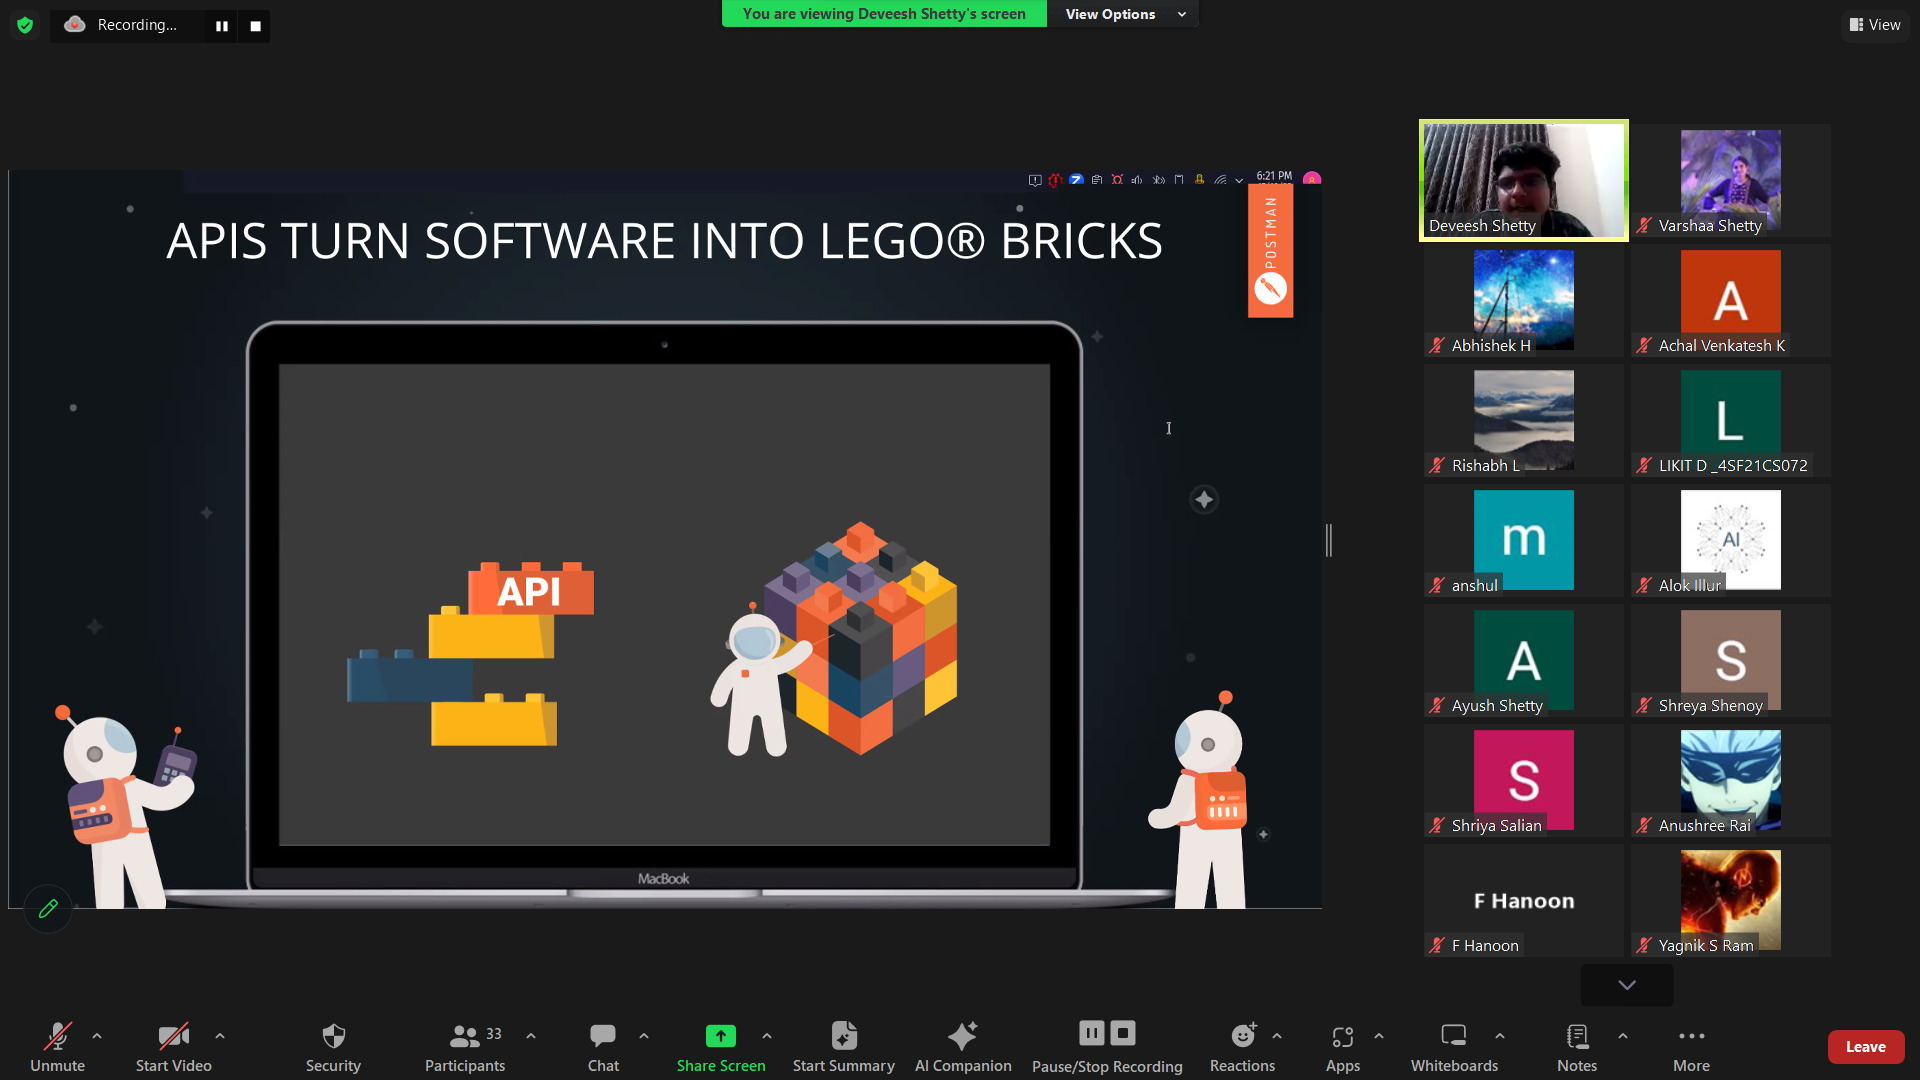 Recording...
You are viewing Deveesh Shetty's screen
View Options
View
6:21 PM
APIS TURN SOFTWARE INTO LEGO® BRICKS
POSTMAN
API
MacBook
Deveesh Shetty
Varshaa Shetty
Abhishek H
A
Achal Venkatesh K
Rishabh L
L
LIKIT D _4SF21CS072
m
anshul
AI
Alok Illur
A
Ayush Shetty
S
Shreya Shenoy
S
Shriya Salian
Anushree Rai
F Hanoon
F Hanoon
Yagnik S Ram
Unmute
Start Video
Security
33
Participants
Chat
Share Screen
Start Summary
AI Companion
Pause/Stop Recording
Reactions
Apps
Whiteboards
Notes
More
Leave